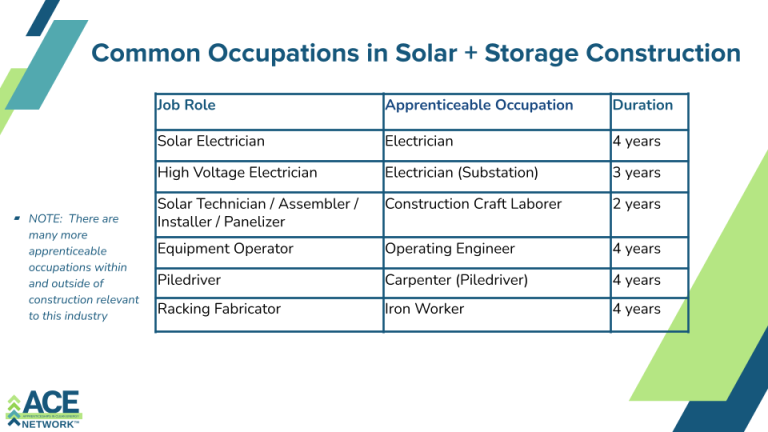 Common Occupations in Solar + Storage Construction
Job Role Apprenticeable Occupation Duration
Solar Electrician Electrician 4 years
High Voltage Electrician Electrician (Substation) 3 years
Solar Technician / Assembler / Construction Craft Laborer 2 years
Installer / Panelizer
Equipment Operator Operating Engineer 4 years
Piledriver Carpenter (Piledriver) 4 years
Racking Fabricator Iron Worker 4 years
NOTE: There are
many more
apprenticeable
occupations within
and outside of
construction relevant
to this industry
ACE
NETWORK™